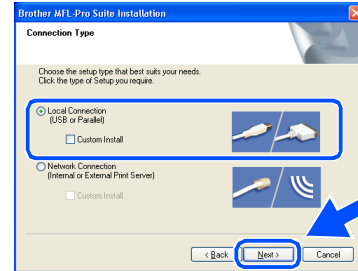 Brother MFL-Pro Suite Installation
Connection Type
Choose the setup type that best suits your needs.
Click the type of Setup you require.
Local Connection
(USB or Parallel)
Custom Install
Network Connection
(Internal or External Print Server)
Custom Install
< Back
Next >
Cancel